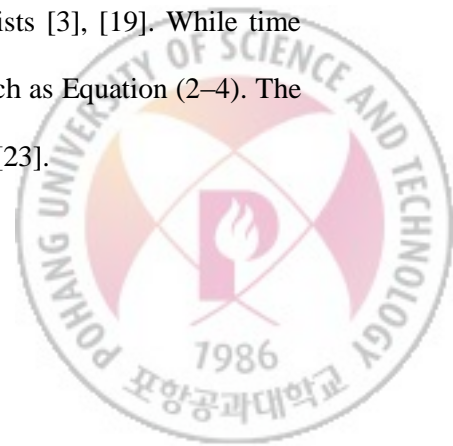 ists [3], [19]. While time
ch as Equation (2–4). The
[23].
POHANG UNIVERSITY OF SCIENCE AND TECHNOLOGY
1986
포항공과대학교